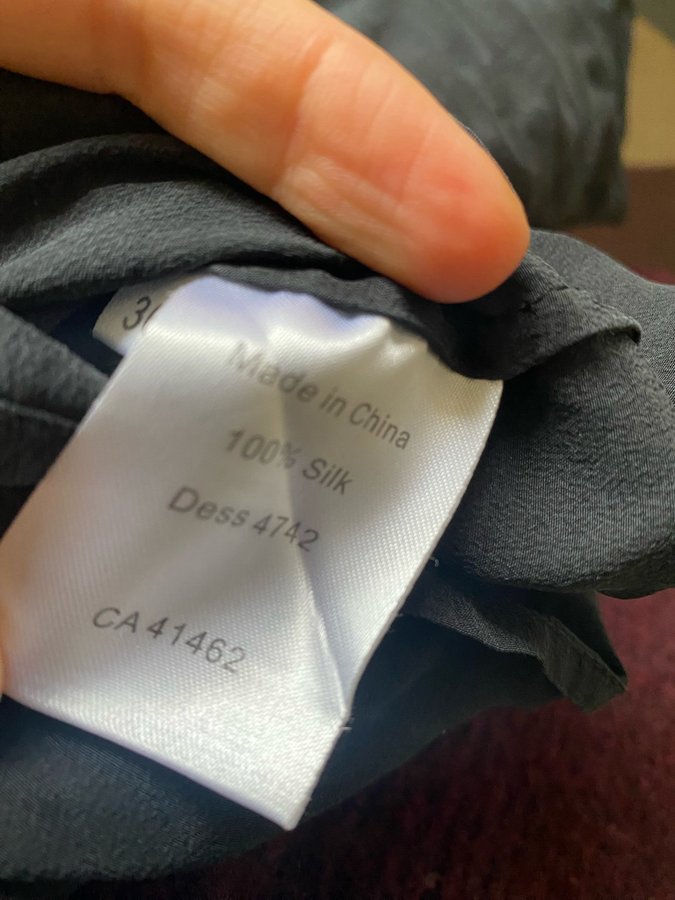 Made in China
100% Silk
Dess 4742
CA 41462